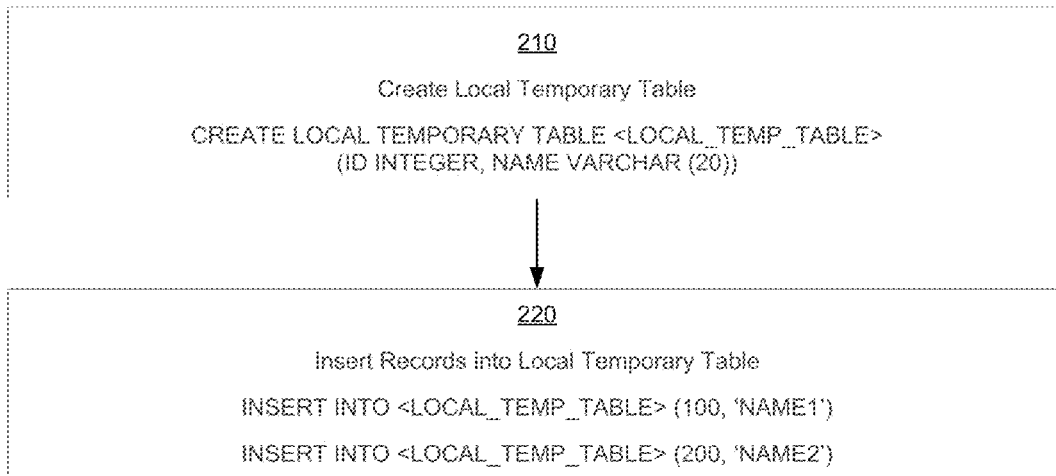 210
Create Local Temporary Table
CREATE LOCAL TEMPORARY TABLE <LOCAL_TEMP_TABLE>
(ID INTEGER, NAME VARCHAR (20))
220
Insert Records into Local Temporary Table
INSERT INTO <LOCAL_TEMP_TABLE> (100, 'NAME1')
INSERT INTO <LOCAL_TEMP_TABLE> (200, 'NAME2')